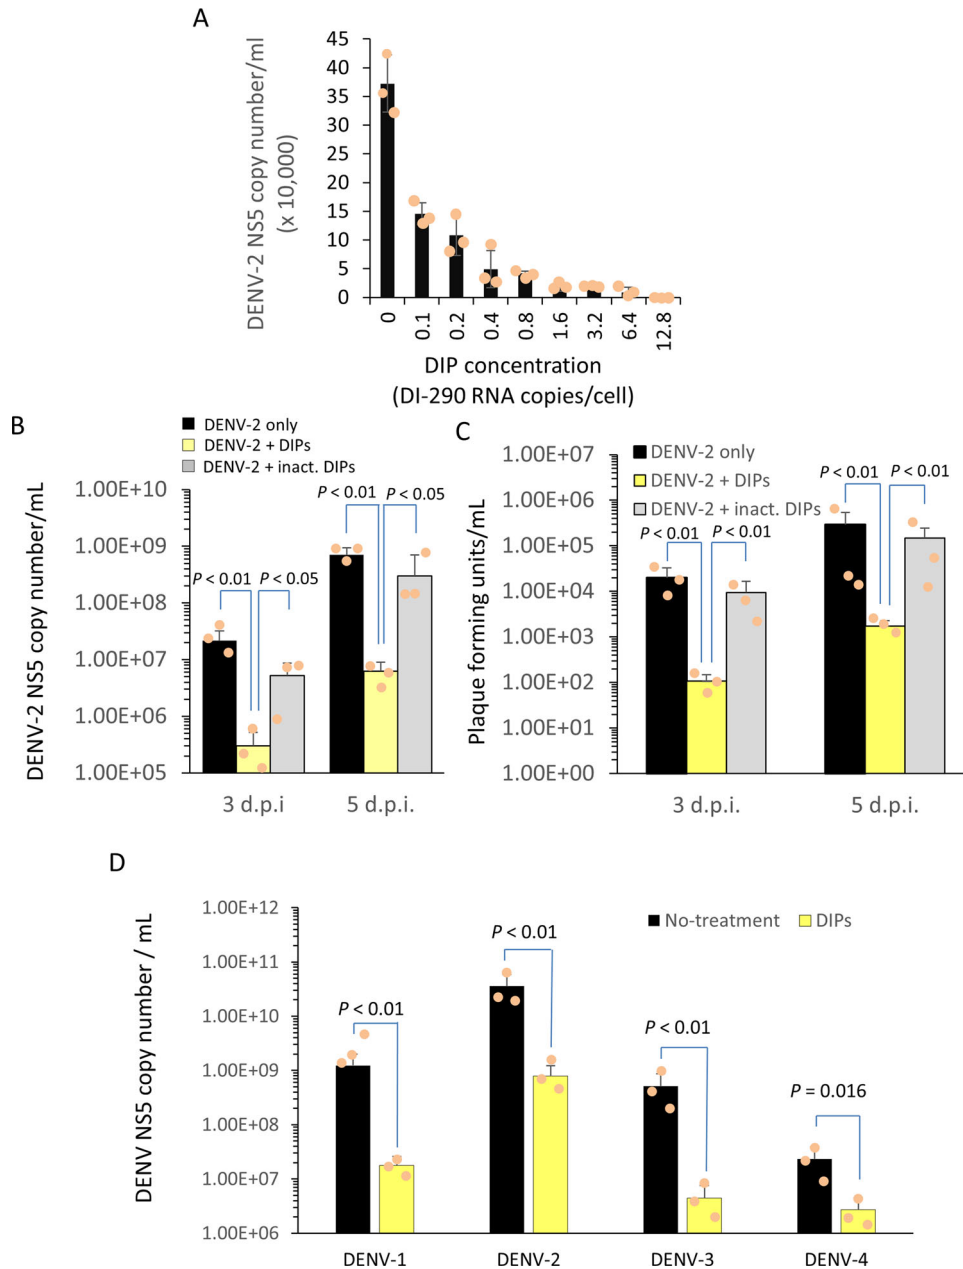 A
DENV-2 NS5 copy number/ml
(x 10,000)
45
40
35
30
25
20
15
10
5
0
0
0.1
0.2
0.4
0.8
1.6
3.2
6.4
12.8
DIP concentration
(DI-290 RNA copies/cell)
B
DENV-2 only
DENV-2 + DIPs
DENV-2 + inact. DIPs
DENV-2 NS5 copy number/mL
1.00E+10
1.00E+09
1.00E+08
1.00E+07
1.00E+06
1.00E+05
P < 0.01
P < 0.05
P < 0.01
P < 0.05
3 d.p.i
5 d.p.i.
C
DENV-2 only
DENV-2 + DIPs
DENV-2 + inact. DIPs
Plaque forming units/mL
1.00E+07
1.00E+06
1.00E+05
1.00E+04
1.00E+03
1.00E+02
1.00E+01
1.00E+00
P < 0.01
P < 0.01
P < 0.01
P < 0.01
3 d.p.i.
5 d.p.i.
D
DENV NS5 copy number / mL
1.00E+12
1.00E+11
1.00E+10
1.00E+09
1.00E+08
1.00E+07
1.00E+06
No-treatment
DIPs
P < 0.01
P < 0.01
P < 0.01
P = 0.016
DENV-1
DENV-2
DENV-3
DENV-4